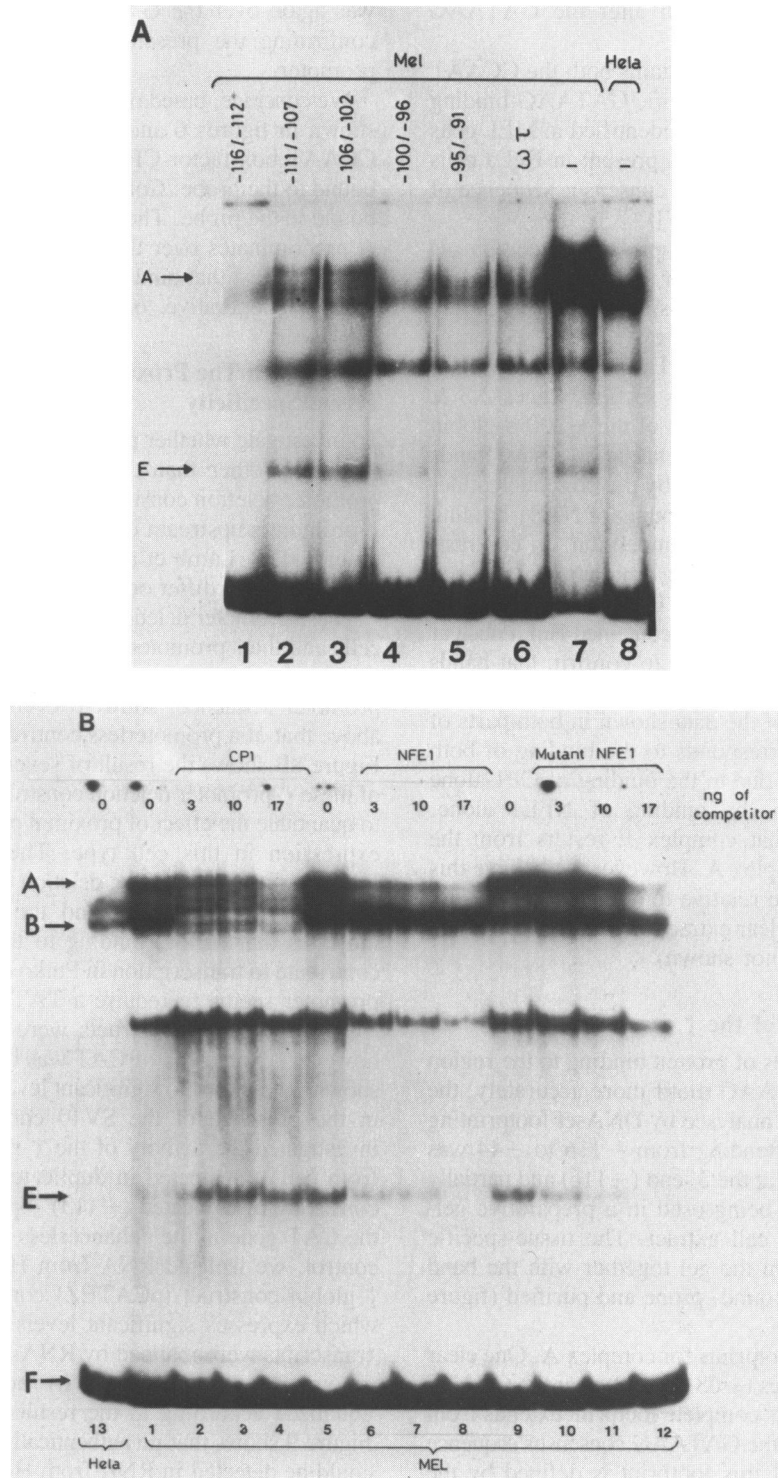 A
Mel Hela
-116/-112 -111/-107 -106/-102 -100/-96 -95/-91 τ3 - -
A →
E →
1 2 3 4 5 6 7 8
B
CP1 NFE1 Mutant NFE1
0 0 3 10 17 0 3 10 17 0 3 10 17 ng of
competitor
A →
B →
E →
F →
13 1 2 3 4 5 6 7 8 9 10 11 12
Hela MEL